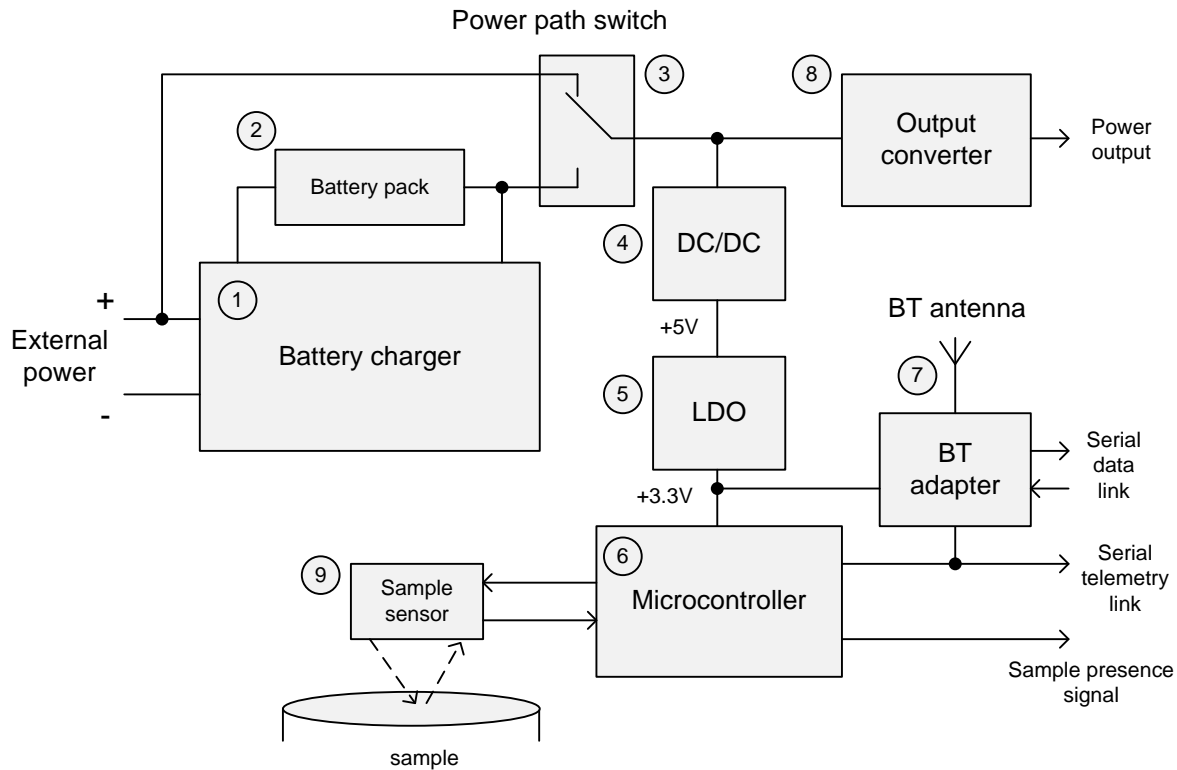 Power path switch
3
8
2
Output
converter
Power
output
Battery pack
4
DC/DC
1
+
External
power
-
Battery charger
+5V
BT antenna
7
5
LDO
BT
adapter
Serial
data
link
+3.3V
6
Microcontroller
9
Sample
sensor
Serial
telemetry
link
Sample presence
signal
sample